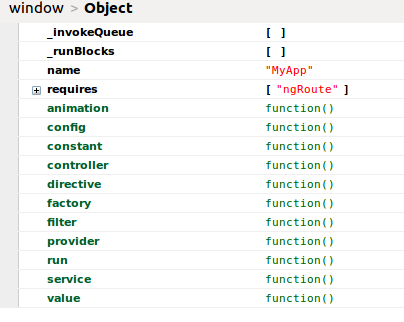 window > Object
_invokeQueue [ ]
_runBlocks [ ]
name "MyApp"
requires [ "ngRoute" ]
animation function()
config function()
constant function()
controller function()
directive function()
factory function()
filter function()
provider function()
run function()
service function()
value function()